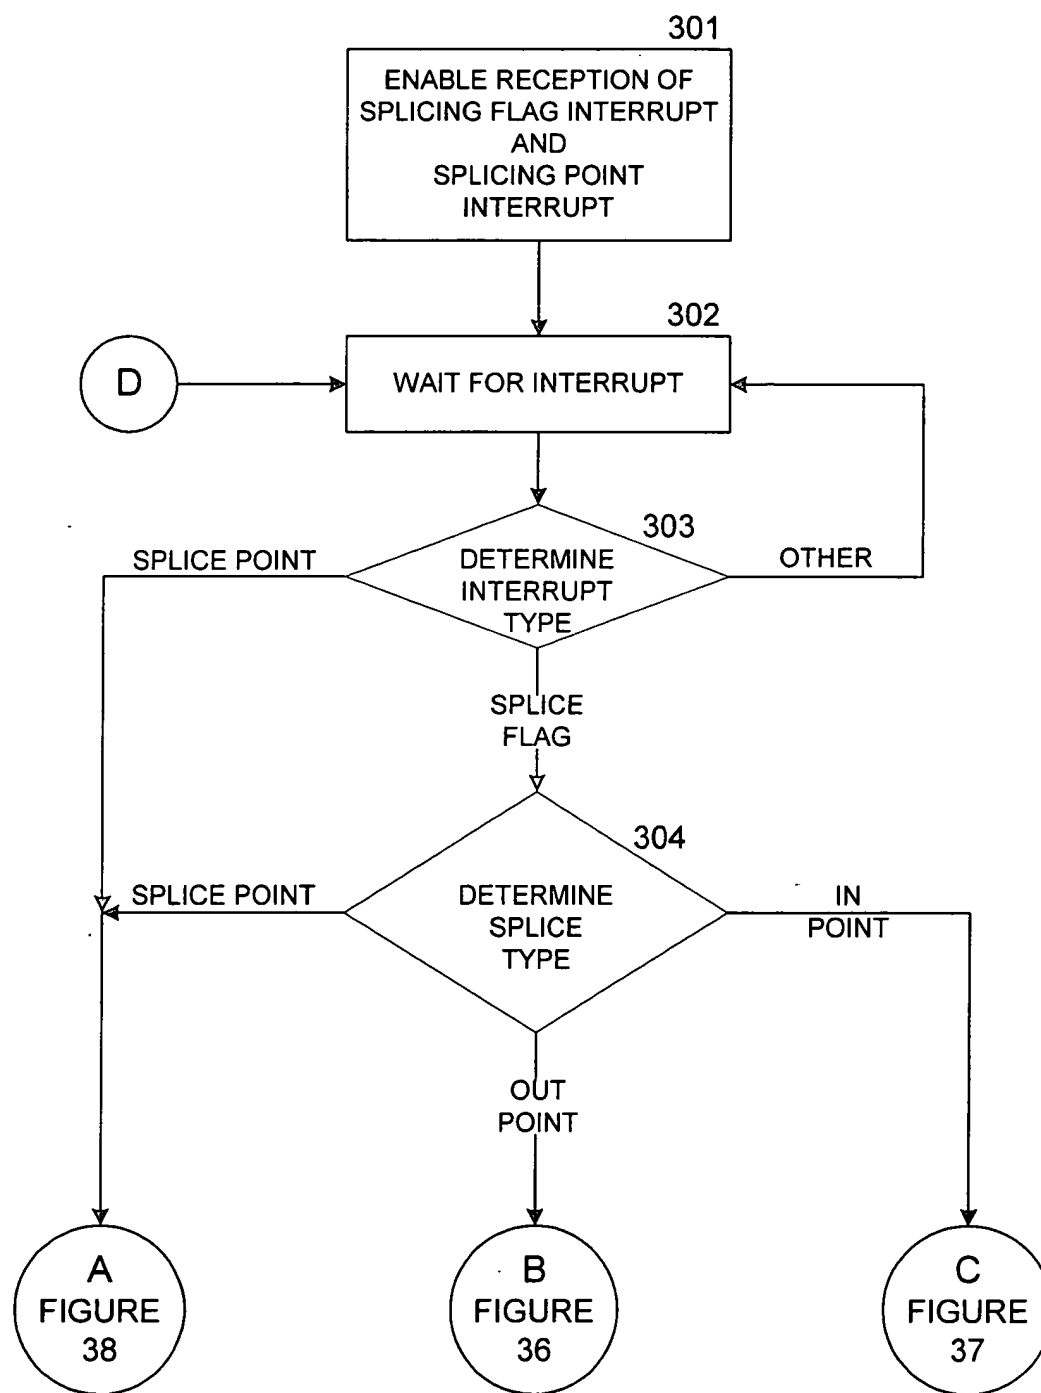 301
ENABLE RECEPTION OF
SPLICING FLAG INTERRUPT
AND
SPLICING POINT
INTERRUPT
302
D
WAIT FOR INTERRUPT
303
SPLICE POINT
DETERMINE
INTERRUPT
TYPE
OTHER
SPLICE
FLAG
304
SPLICE POINT
DETERMINE
SPLICE
TYPE
IN
POINT
OUT
POINT
A
FIGURE
38
B
FIGURE
36
C
FIGURE
37